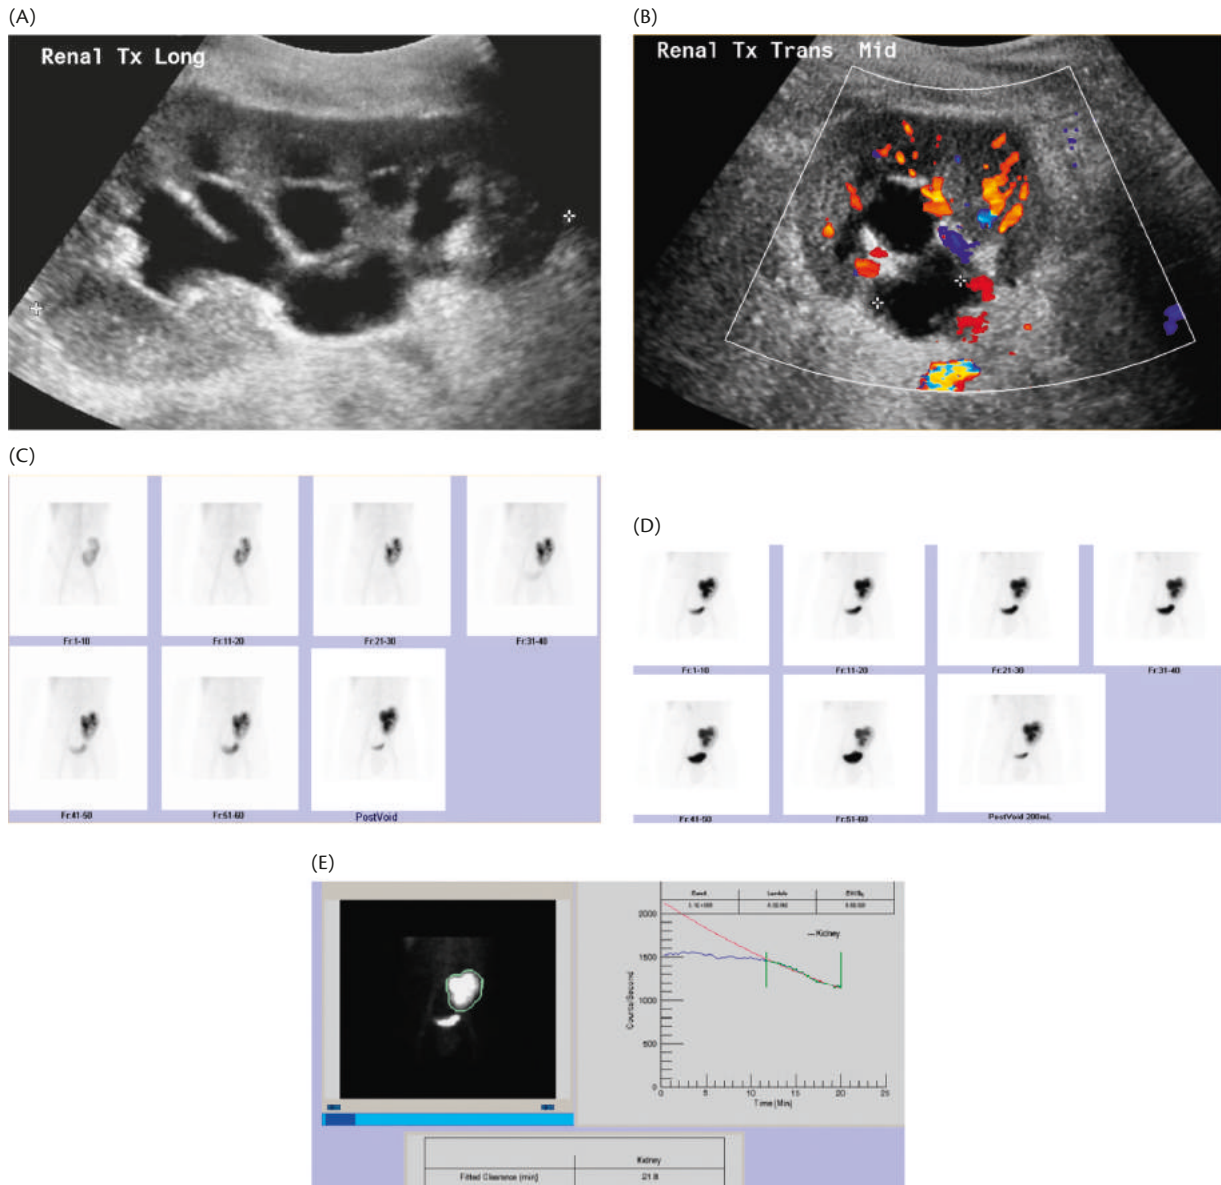 (A)
(B)
Renal Tx Long
Renal Tx Trans Mid
(C)
Fr:1-10
Fr:11-20
Fr:21-30
Fr:31-40
Fr:41-50
Fr:51-60
PostVoid
(D)
Fr:1-10
Fr:11-20
Fr:21-30
Fr:31-40
Fr:41-50
Fr:51-60
PostVoid 200mL
(E)
Lambda
2000
Kidney
1500
1000
500
0
Counts/Second
0 5 10 15 20 25
Time (Min)
Kidney
Fitted Clearance (min)
21.8